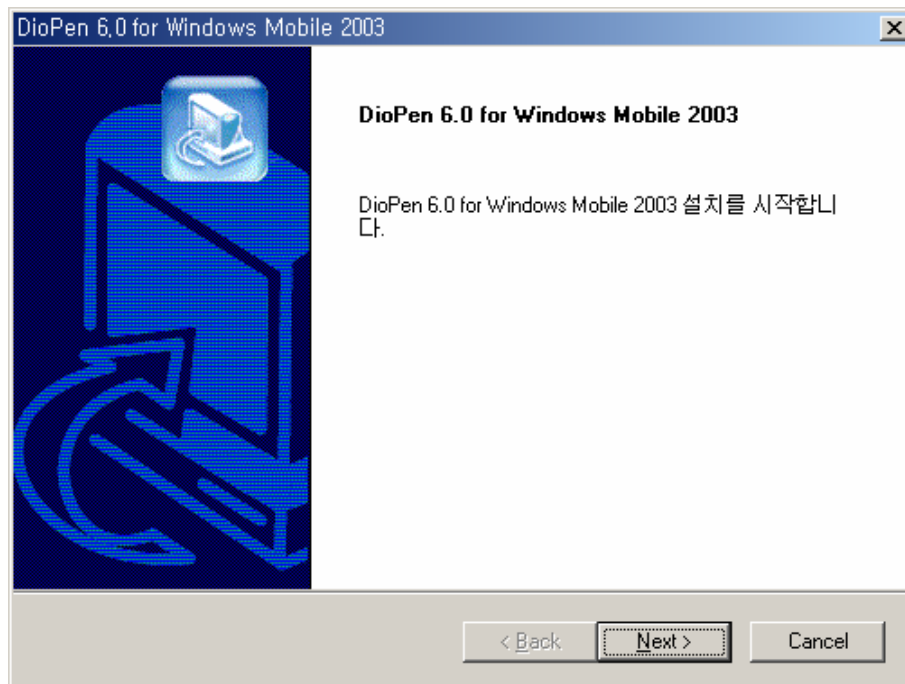 DioPen 6.0 for Windows Mobile 2003
DioPen 6.0 for Windows Mobile 2003
DioPen 6.0 for Windows Mobile 2003 설치를 시작합니
다.
< Back
Next >
Cancel